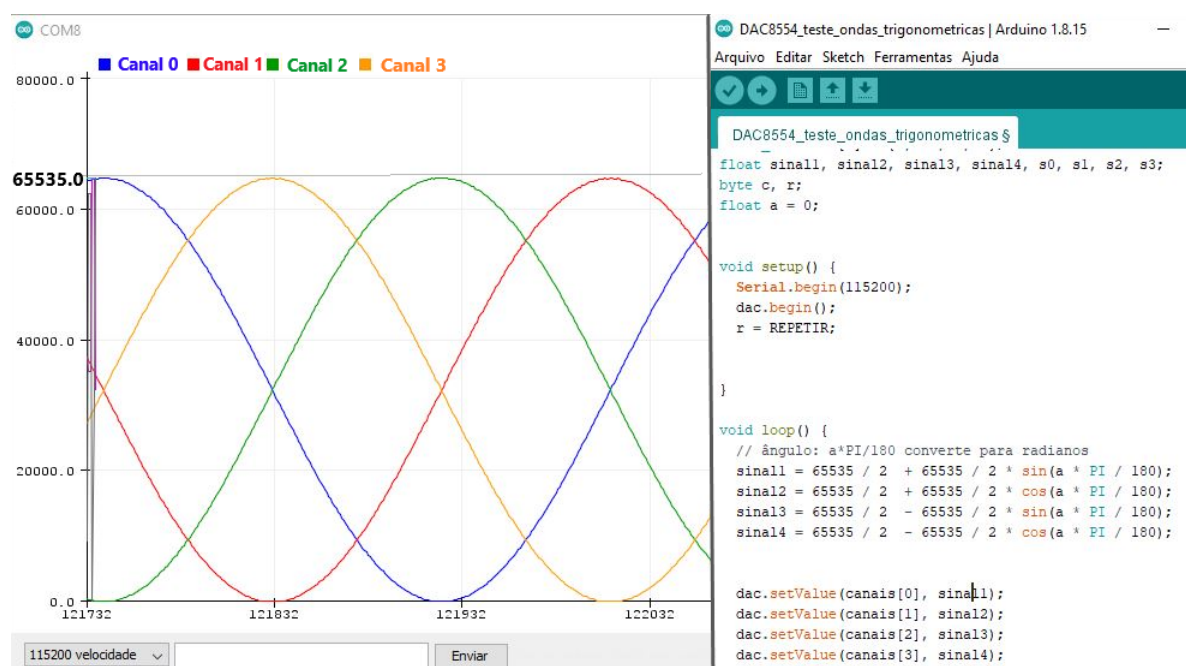 COM8
Canal 0 Canal 1 Canal 2 Canal 3
80000.0
65535.0
60000.0
40000.0
20000.0
0.0
121732 121832 121932 122032
115200 velocidade
Enviar
DAC8554_teste_ondas_trigonometricas | Arduino 1.8.15
Arquivo Editar Sketch Ferramentas Ajuda
DAC8554_teste_ondas_trigonometricas §
float sinal1, sinal2, sinal3, sinal4, s0, s1, s2, s3;
byte c, r;
float a = 0;
void setup() {
Serial.begin(115200);
dac.begin();
r = REPETIR;
}
void loop() {
// ângulo: a*PI/180 converte para radianos
sinal1 = 65535 / 2 + 65535 / 2 * sin(a * PI / 180);
sinal2 = 65535 / 2 + 65535 / 2 * cos(a * PI / 180);
sinal3 = 65535 / 2 - 65535 / 2 * sin(a * PI / 180);
sinal4 = 65535 / 2 - 65535 / 2 * cos(a * PI / 180);
dac.setValue(canais[0], sinal1);
dac.setValue(canais[1], sinal2);
dac.setValue(canais[2], sinal3);
dac.setValue(canais[3], sinal4);